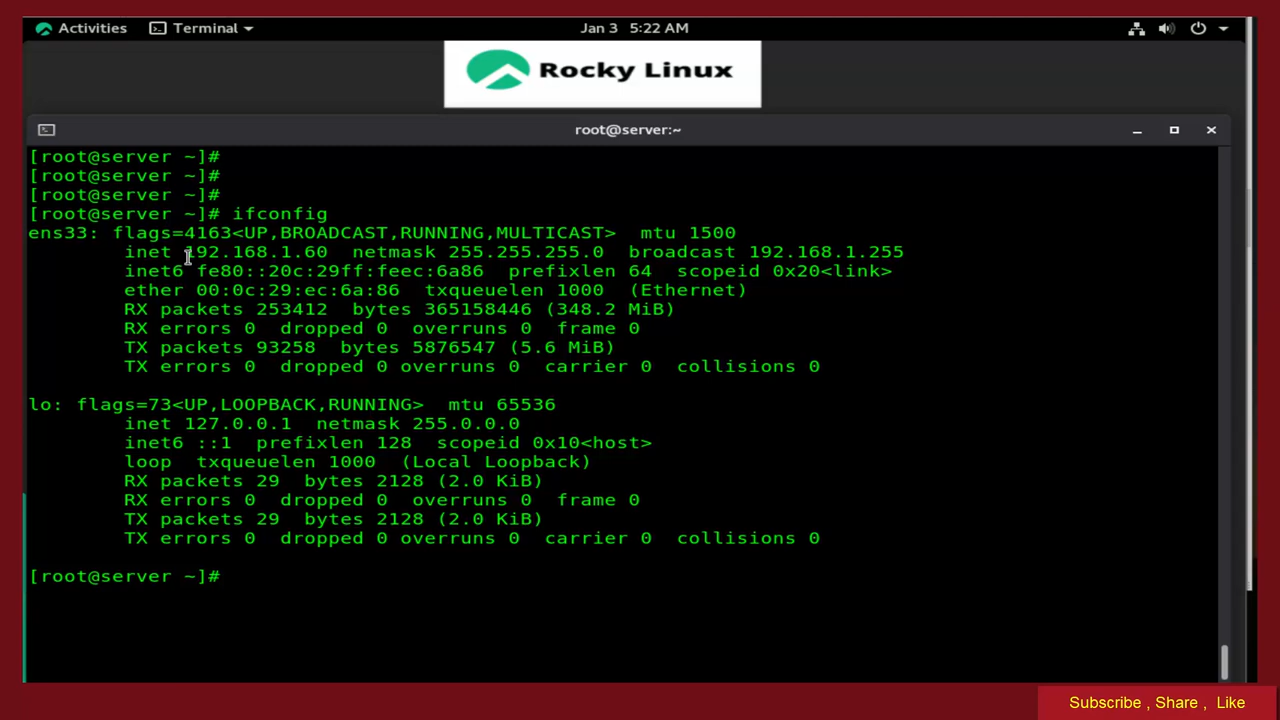 Activities Terminal Jan 3 5:22 AM
Rocky Linux
root@server:~
[root@server ~]#
[root@server ~]#
[root@server ~]#
[root@server ~]# ifconfig
ens33: flags=4163<UP,BROADCAST,RUNNING,MULTICAST>  mtu 1500
        inet 192.168.1.60  netmask 255.255.255.0  broadcast 192.168.1.255
        inet6 fe80::20c:29ff:feec:6a86  prefixlen 64  scopeid 0x20<link>
        ether 00:0c:29:ec:6a:86  txqueuelen 1000  (Ethernet)
        RX packets 253412  bytes 365158446 (348.2 MiB)
        RX errors 0  dropped 0  overruns 0  frame 0
        TX packets 93258  bytes 5876547 (5.6 MiB)
        TX errors 0  dropped 0 overruns 0  carrier 0  collisions 0
lo: flags=73<UP,LOOPBACK,RUNNING>  mtu 65536
        inet 127.0.0.1  netmask 255.0.0.0
        inet6 ::1  prefixlen 128  scopeid 0x10<host>
        loop  txqueuelen 1000  (Local Loopback)
        RX packets 29  bytes 2128 (2.0 KiB)
        RX errors 0  dropped 0  overruns 0  frame 0
        TX packets 29  bytes 2128 (2.0 KiB)
        TX errors 0  dropped 0 overruns 0  carrier 0  collisions 0
[root@server ~]#
Subscribe , Share , Like